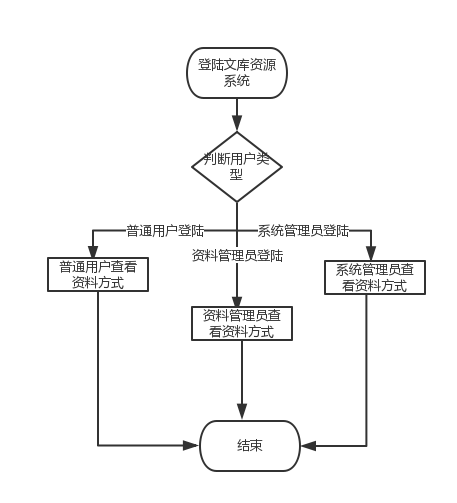 登陆文库资源
系统
判断用户类
型
普通用户登陆
系统管理员登陆
资料管理员登陆
普通用户查看
资料方式
系统管理员查
看资料方式
资料管理员查
看资料方式
结束